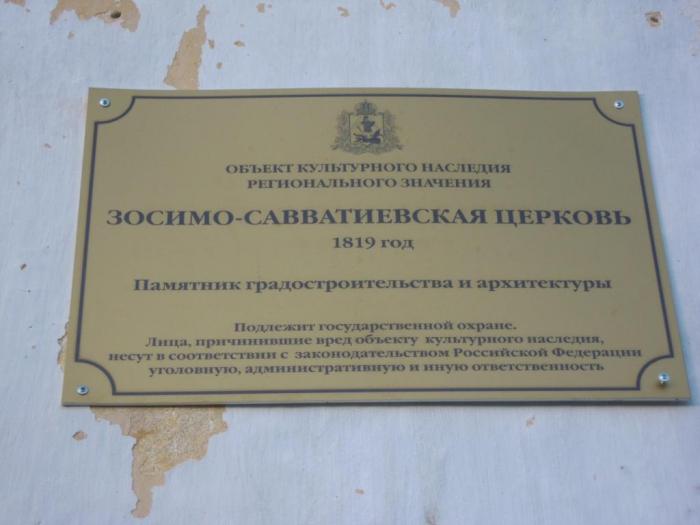 ОБЪЕКТ КУЛЬТУРНОГО НАСЛЕДИЯ
РЕГИОНАЛЬНОГО ЗНАЧЕНИЯ
ЗОСИМО-САВВАТИЕВСКАЯ ЦЕРКОВЬ
1819 год
Памятник градостроительства и архитектуры
Подлежит государственной охране.
Лица, причинившие вред объекту культурного наследия,
несут в соответствии с законодательством Российской Федерации
уголовную, административную и иную ответственность